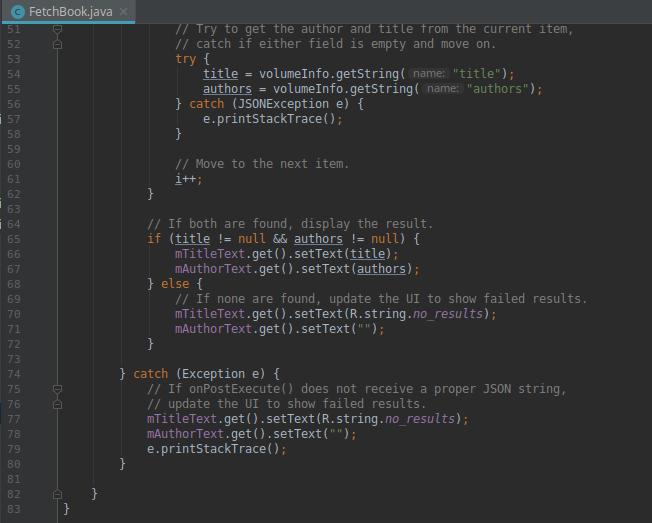 FetchBook.java
51 // Try to get the author and title from the current item,
52 // catch if either field is empty and move on.
53 try {
54 title = volumeInfo.getString( name: "title");
55 authors = volumeInfo.getString( name: "authors");
56 } catch (JSONException e) {
57 e.printStackTrace();
58 }
59
60 // Move to the next item.
61 i++;
62 }
63
64 // If both are found, display the result.
65 if (title != null && authors != null) {
66 mTitleText.get().setText(title);
67 mAuthorText.get().setText(authors);
68 } else {
69 // If none are found, update the UI to show failed results.
70 mTitleText.get().setText(R.string.no_results);
71 mAuthorText.get().setText("");
72 }
73
74 } catch (Exception e) {
75 // If onPostExecute() does not receive a proper JSON string,
76 // update the UI to show failed results.
77 mTitleText.get().setText(R.string.no_results);
78 mAuthorText.get().setText("");
79 e.printStackTrace();
80 }
81
82 }
83 }